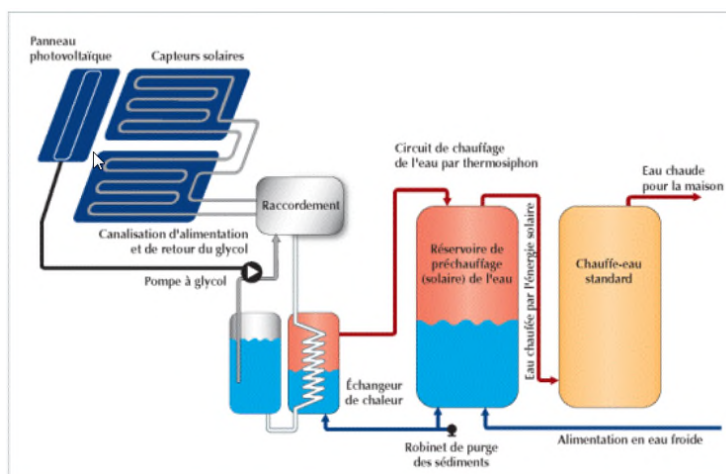 Panneau
photovoltaïque
Capteurs solaires
Circuit de chauffage
de l'eau par thermosiphon
Eau chaude
pour la maison
Raccordement
Canalisation d'alimentation
et de retour du glycol
Pompe à glycol
Réservoire de
préchauffage
(solaire) de l'eau
Eau chauffée par l'énergie solaire
Chauffe-eau
standard
Échangeur
de chaleur
Robinet de purge
des sédiments
Alimentation en eau froide